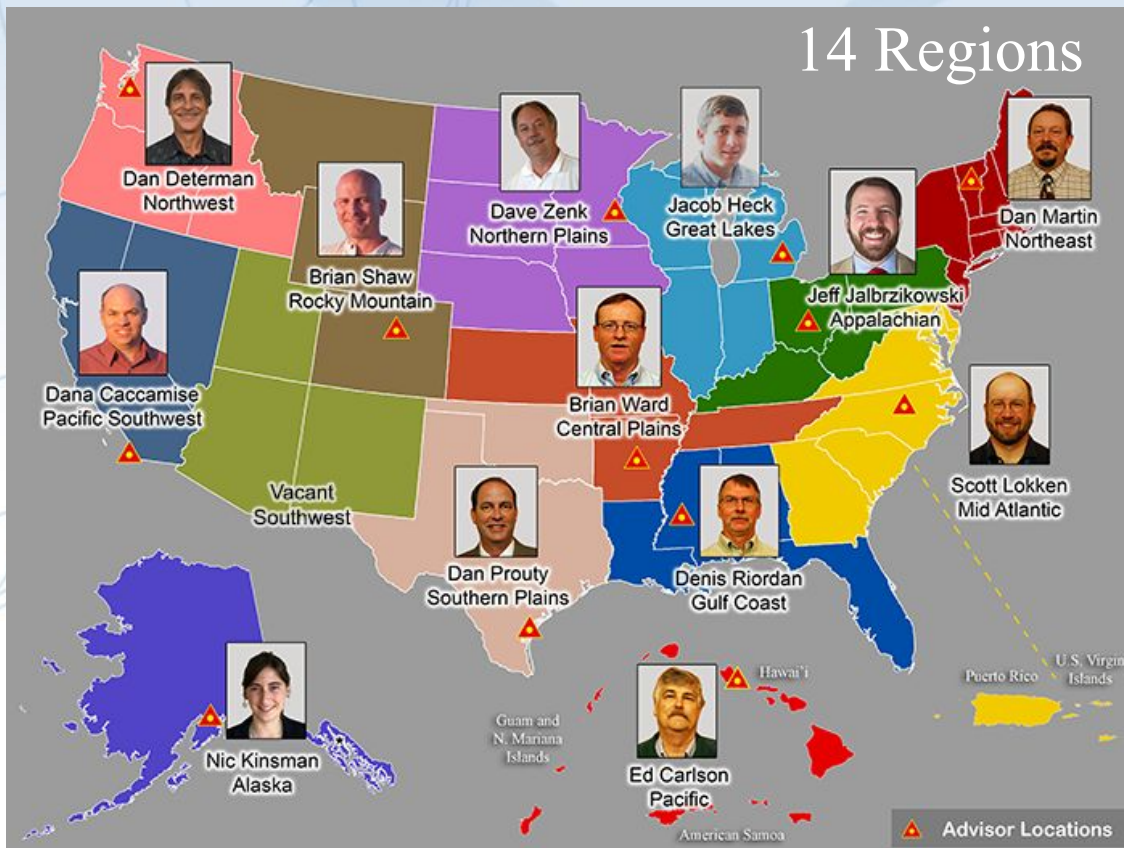 14 Regions
Dan Determan
Northwest
Dave Zenk
Northern Plains
Jacob Heck
Great Lakes
Dan Martin
Northeast
Brian Shaw
Rocky Mountain
Jeff Jalbrzikowski
Appalachian
Dana Caccamise
Pacific Southwest
Brian Ward
Central Plains
Vacant
Southwest
Scott Lokken
Mid Atlantic
Dan Prouty
Southern Plains
Denis Riordan
Gulf Coast
Nic Kinsman
Alaska
Guam and
N. Mariana
Islands
Hawai'i
Ed Carlson
Pacific
American Samoa
Puerto Rico
U.S. Virgin
Islands
Advisor Locations